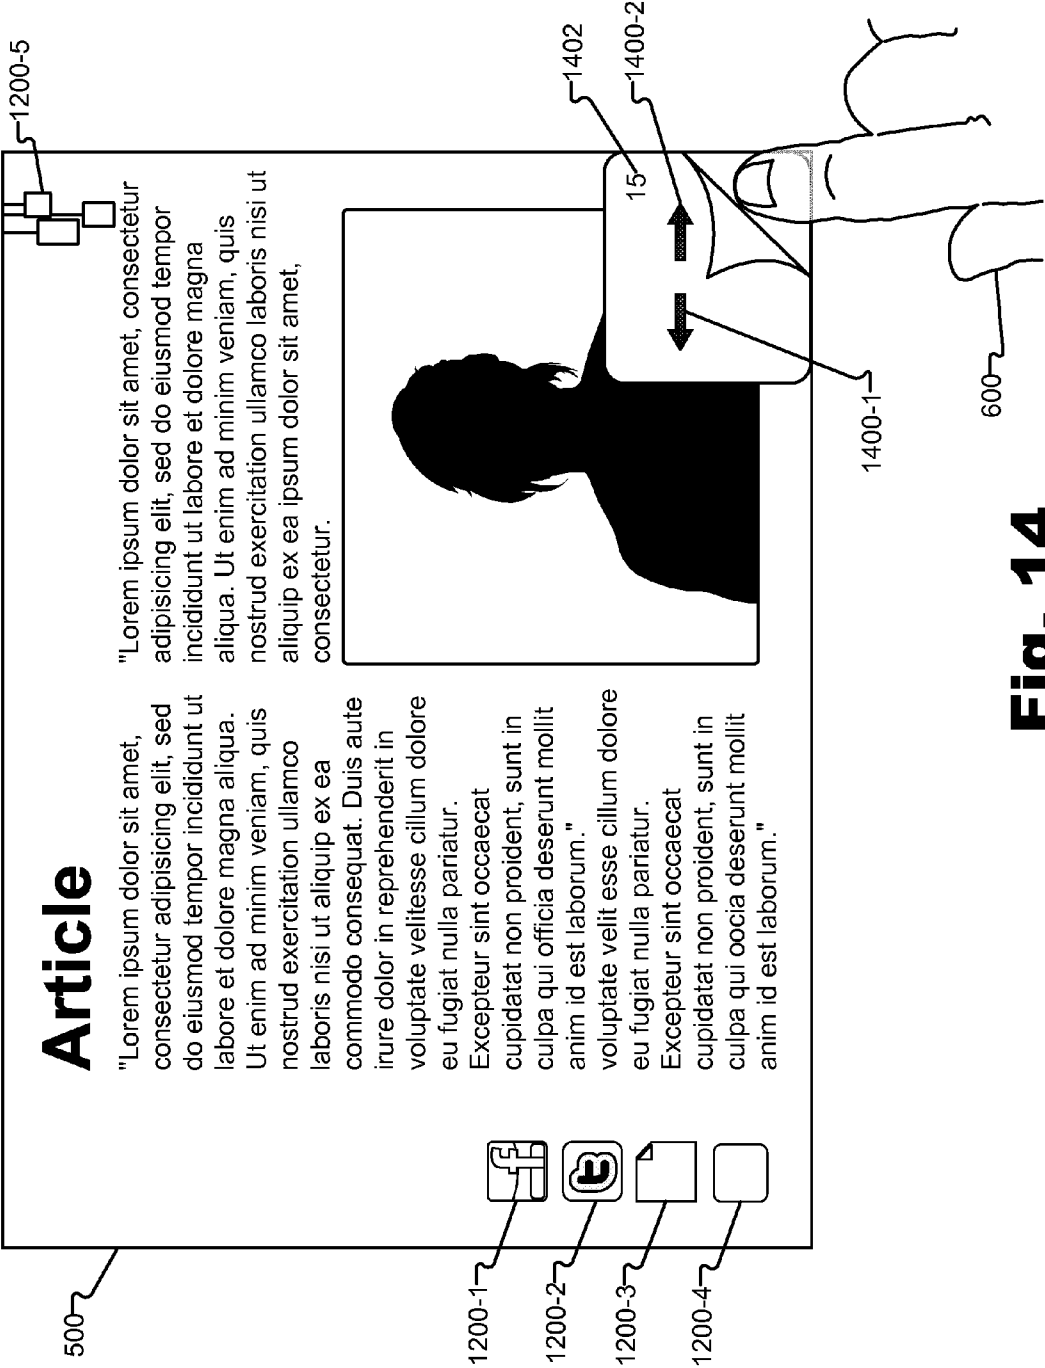 500
Article
"Lorem ipsum dolor sit amet,
consectetur adipisicing elit, sed
do eiusmod tempor incididunt ut
labore et dolore magna aliqua.
Ut enim ad minim veniam, quis
nostrud exercitation ullamco
laboris nisi ut aliquip ex ea
commodo consequat. Duis aute
irure dolor in reprehenderit in
voluptate velitesse cillum dolore
eu fugiat nulla pariatur.
Excepteur sint occaecat
cupidatat non proident, sunt in
culpa qui officia deserunt mollit
anim id est laborum."
voluptate velit esse cillum dolore
eu fugiat nulla pariatur.
Excepteur sint occaecat
cupidatat non proident, sunt in
culpa qui oocia deserunt mollit
anim id est laborum."
"Lorem ipsum dolor sit amet, consectetur
adipisicing elit, sed do eiusmod tempor
incididunt ut labore et dolore magna
aliqua. Ut enim ad minim veniam, quis
nostrud exercitation ullamco laboris nisi ut
aliquip ex ea ipsum dolor sit amet,
consectetur.
1200-5
1200-1
f
1200-2
t
1200-3
1200-4
15
1402
1400-2
1400-1
600
Fig. 14